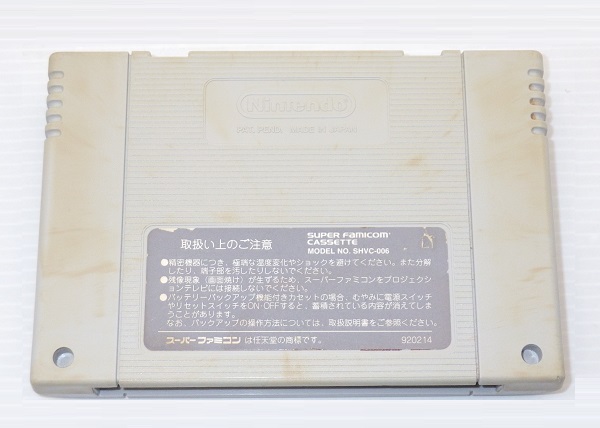 Nintendo
PAT. PEND. MADE IN JAPAN
取扱い上のご注意
SUPER FAMICOM
CASSETTE
MODEL NO. SHVC-006
●精密機器につき、極端な温度変化やショックを避けてください。また分解
したり、端子部を汚したりしないでください。
●残像現象（画面焼け）が生ずるため、スーパーファミコンをプロジェクシ
ョンテレビには接続しないでください。
●バッテリーバックアップ機能付きカセットの場合、むやみに電源スイッチ
やリセットスイッチをON・OFFすると、蓄積されている内容が消えてしま
うことがあります。
なお、バックアップの操作方法については、取扱説明書をご参照ください。
スーパーファミコンは任天堂の商標です。
920214